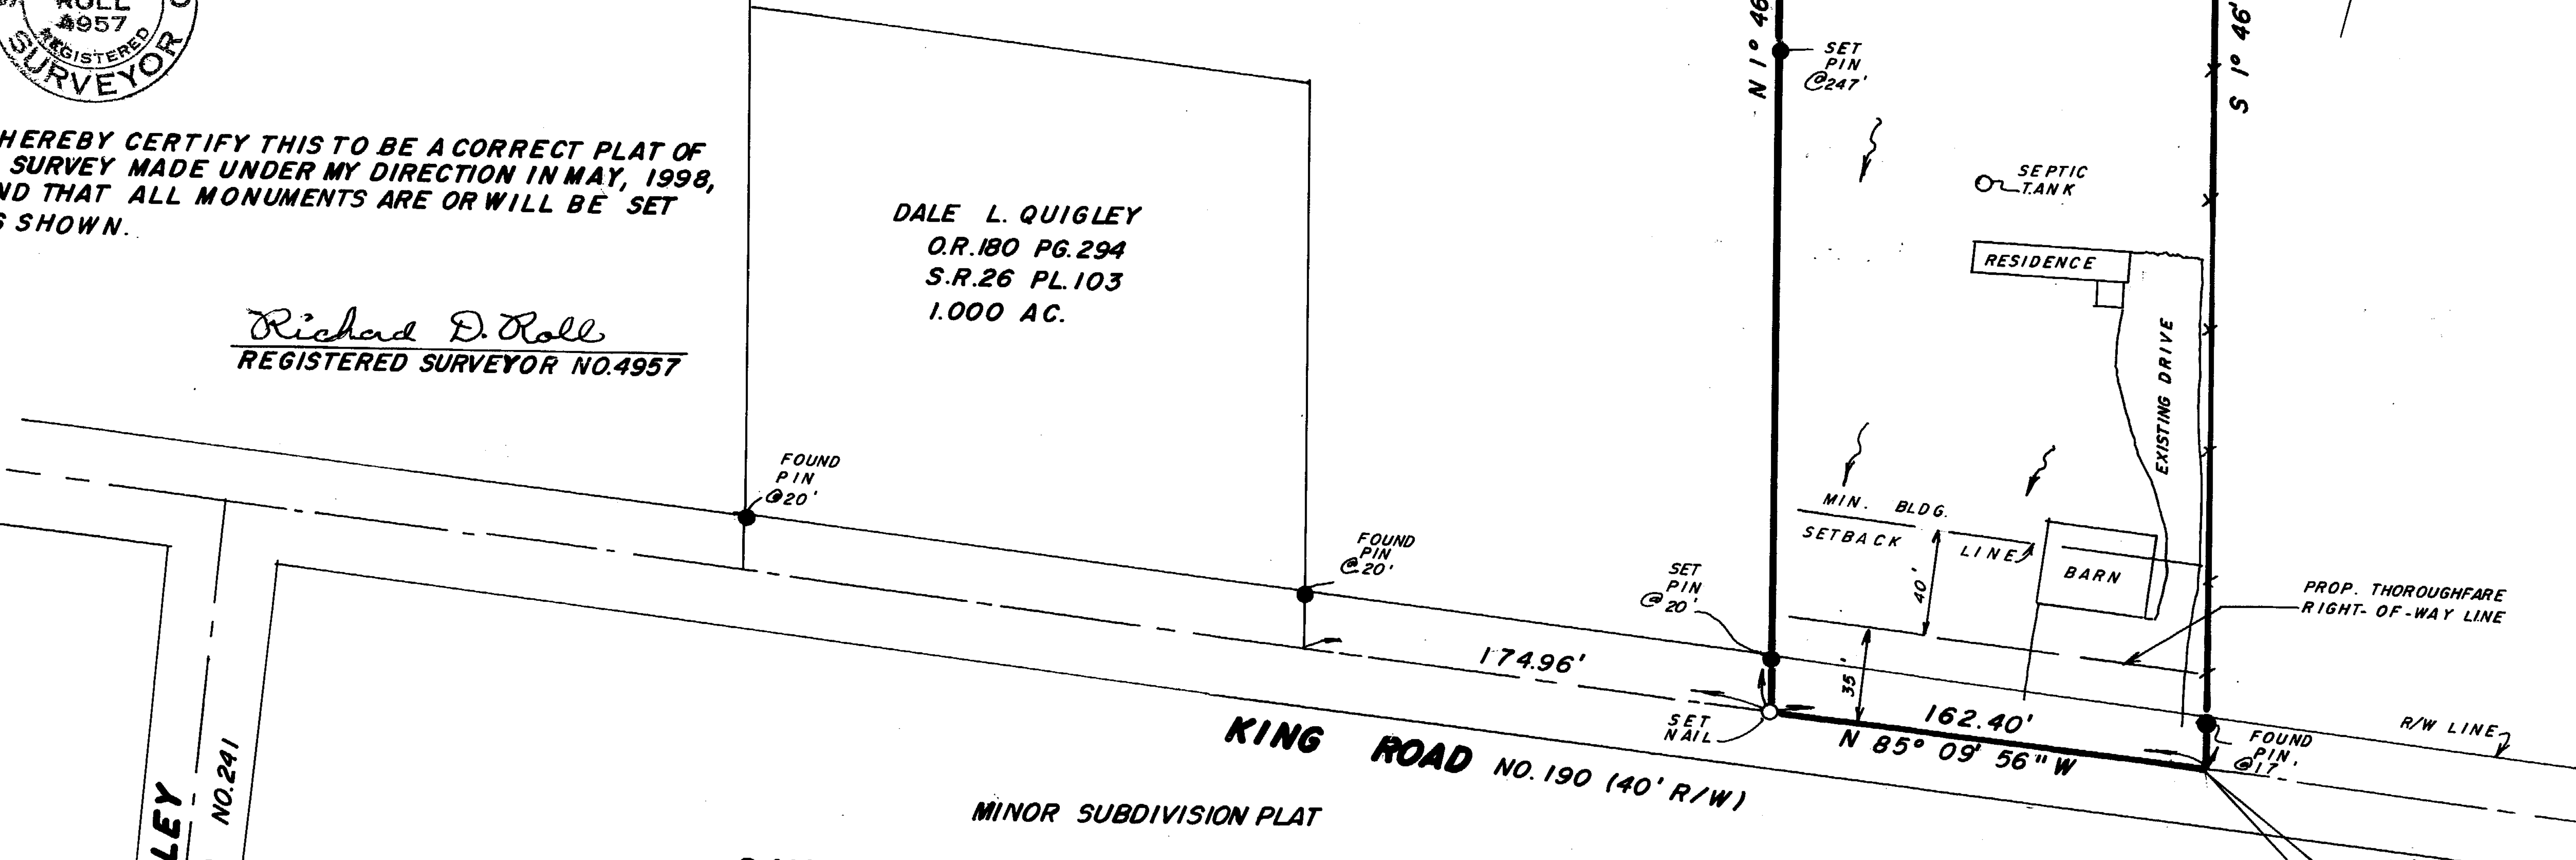 ROLL
4957
REGISTERED
SURVEYOR
HEREBY CERTIFY THIS TO BE A CORRECT PLAT OF
SURVEY MADE UNDER MY DIRECTION IN MAY, 1998,
ND THAT ALL MONUMENTS ARE OR WILL BE SET
S SHOWN.
Richard D. Roll
REGISTERED SURVEYOR NO.4957
DALE L. QUIGLEY
O.R.180 PG.294
S.R.26 PL.103
1.000 AC.
FOUND
PIN
@20'
FOUND
PIN
@20'
SET
PIN
@20'
N 1° 46'
SET
PIN
@247'
S 1° 46'
SEPTIC
TANK
RESIDENCE
EXISTING DRIVE
MIN. BLDG.
SETBACK LINE
40'
BARN
35'
PROP. THOROUGHFARE
RIGHT-OF-WAY LINE
174.96'
SET
NAIL
162.40'
N 85° 09' 56" W
R/W LINE
FOUND
PIN
@17'
KING ROAD NO.190 (40' R/W)
LEY
NO.241
MINOR SUBDIVISION PLAT